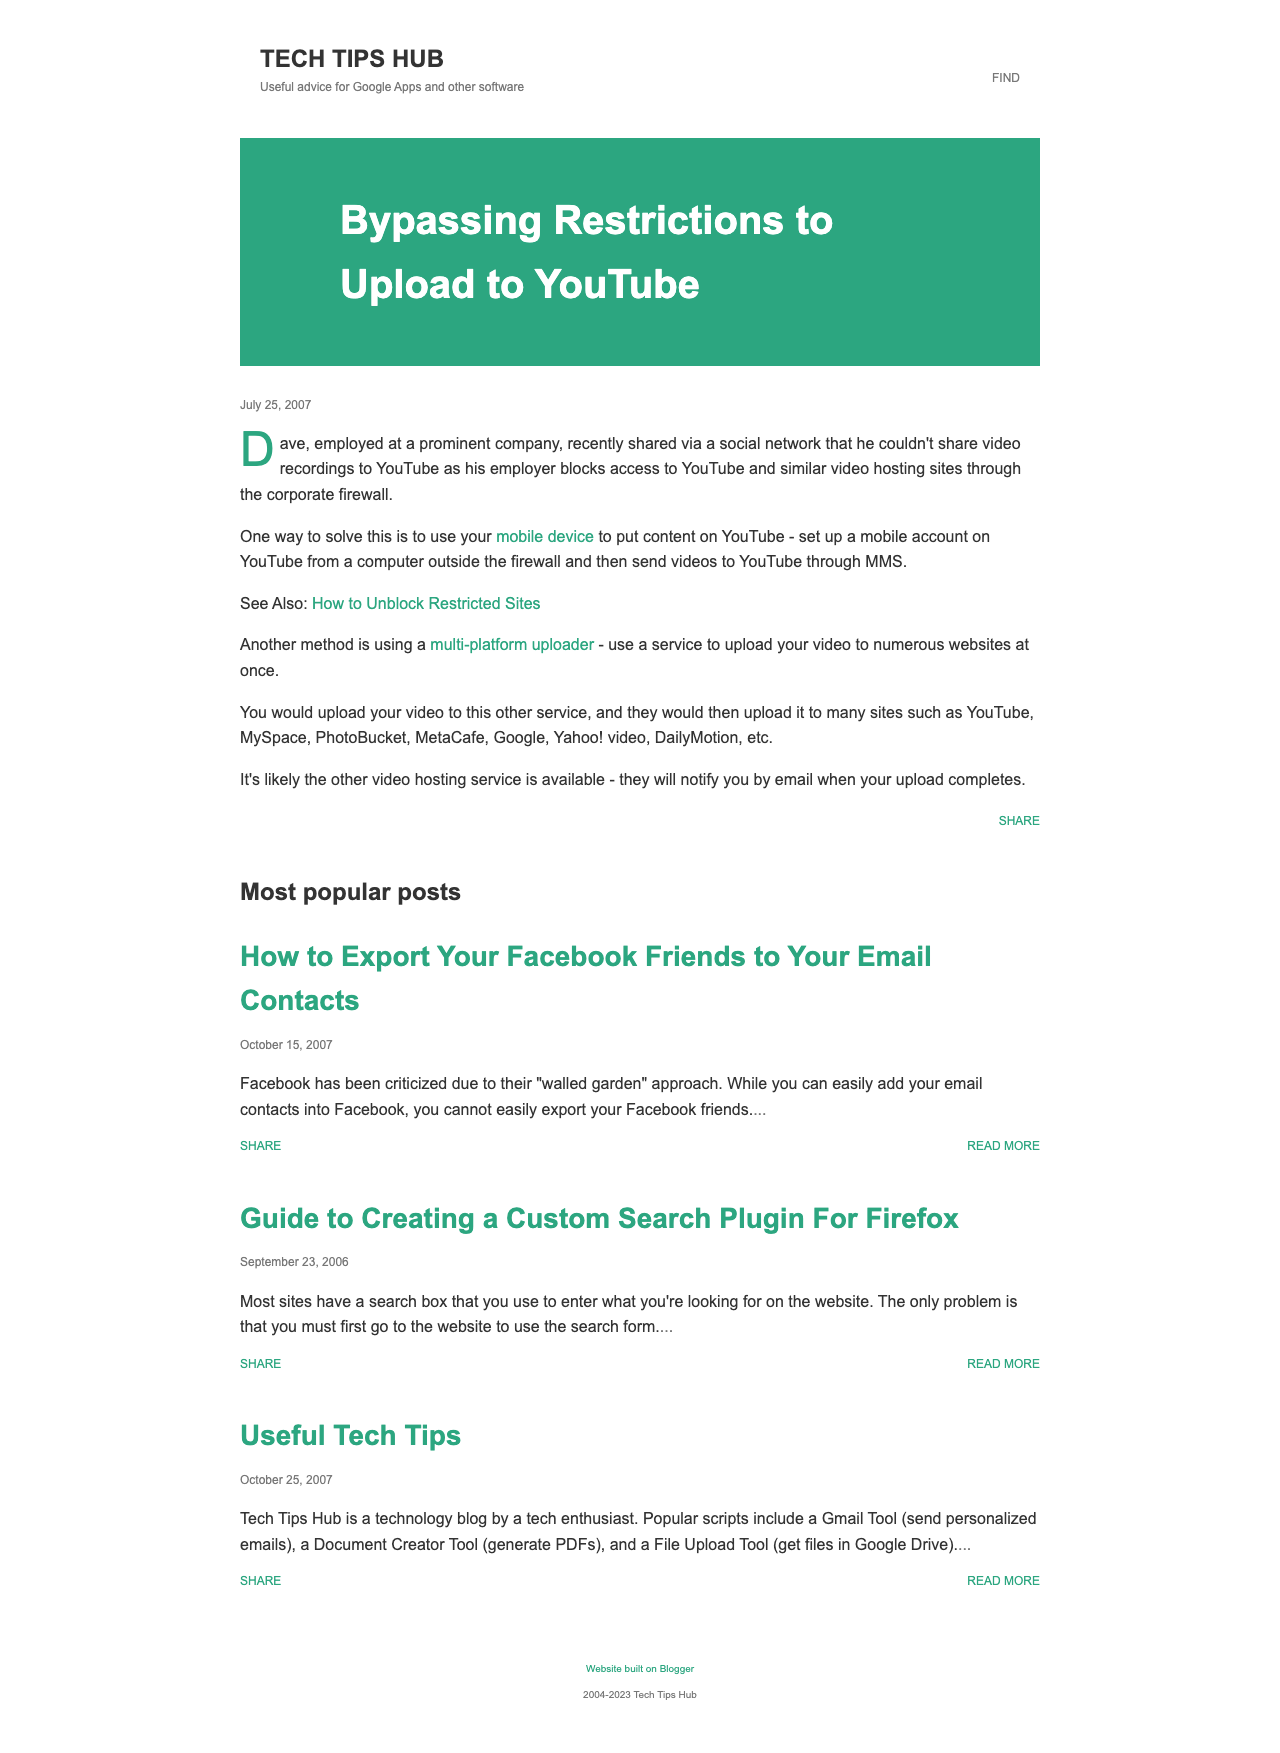 TECH TIPS HUB
Useful advice for Google Apps and other software
FIND
Bypassing Restrictions to
Upload to YouTube
July 25, 2007
Dave, employed at a prominent company, recently shared via a social network that he couldn't share video
recordings to YouTube as his employer blocks access to YouTube and similar video hosting sites through
the corporate firewall.
One way to solve this is to use your mobile device to put content on YouTube - set up a mobile account on
YouTube from a computer outside the firewall and then send videos to YouTube through MMS.
See Also: How to Unblock Restricted Sites
Another method is using a multi-platform uploader - use a service to upload your video to numerous websites at
once.
You would upload your video to this other service, and they would then upload it to many sites such as YouTube,
MySpace, PhotoBucket, MetaCafe, Google, Yahoo! video, DailyMotion, etc.
It's likely the other video hosting service is available - they will notify you by email when your upload completes.
SHARE
Most popular posts
How to Export Your Facebook Friends to Your Email
Contacts
October 15, 2007
Facebook has been criticized due to their "walled garden" approach. While you can easily add your email
contacts into Facebook, you cannot easily export your Facebook friends....
SHARE READ MORE
Guide to Creating a Custom Search Plugin For Firefox
September 23, 2006
Most sites have a search box that you use to enter what you're looking for on the website. The only problem is
that you must first go to the website to use the search form....
SHARE READ MORE
Useful Tech Tips
October 25, 2007
Tech Tips Hub is a technology blog by a tech enthusiast. Popular scripts include a Gmail Tool (send personalized
emails), a Document Creator Tool (generate PDFs), and a File Upload Tool (get files in Google Drive)....
SHARE READ MORE
Website built on Blogger
2004-2023 Tech Tips Hub